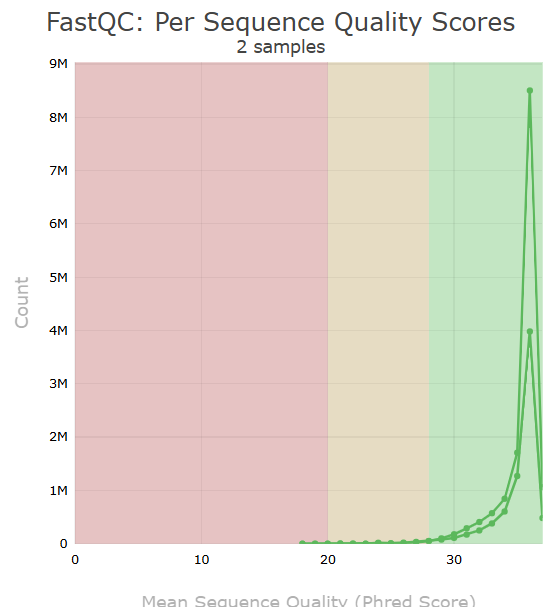 FastQC: Per Sequence Quality Scores
2 samples
9M
8M
7M
6M
5M
4M
3M
2M
1M
0
Count
0 10 20 30
Mean Sequence Quality (Phred Score)